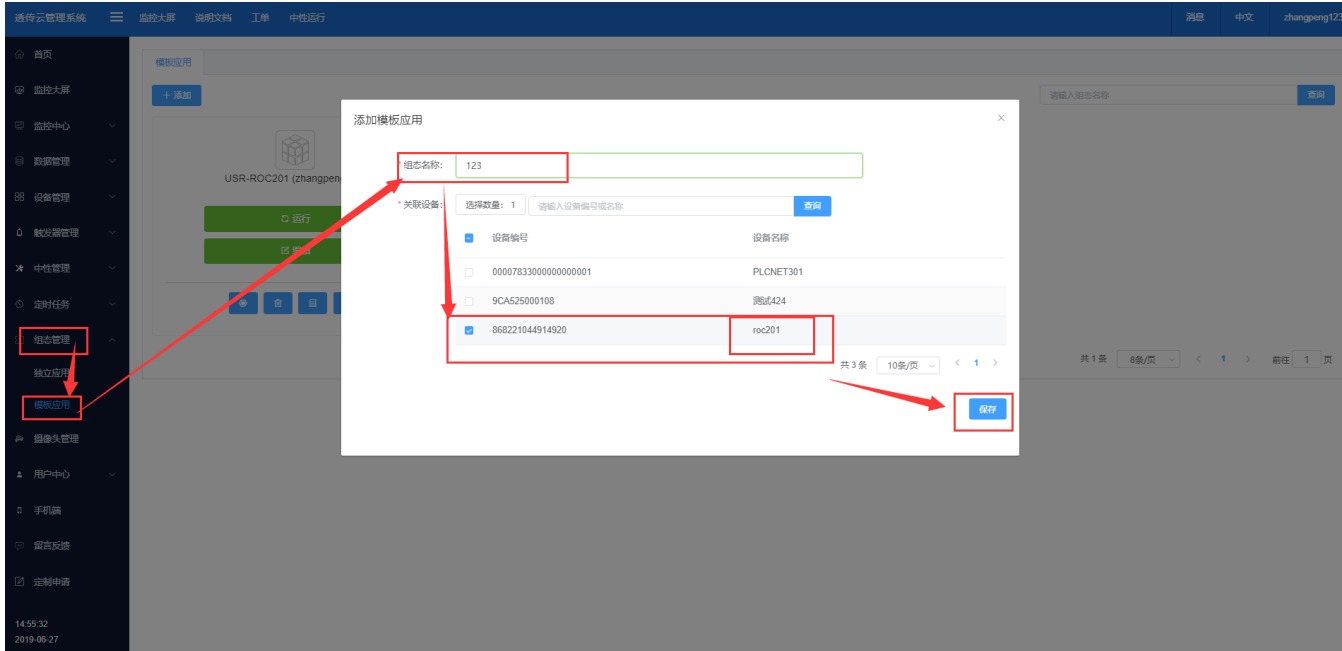 透传云管理系统 监控大屏 说明文档 工单 中性运行 消息 中文 zhangpeng123
首页
监控大屏
监控中心
数据管理
设备管理
触发器管理
中性管理
定时任务
组态管理
独立应用
模板应用
摄像头管理
用户中心
手机端
留言反馈
定制申请
14:55:32
2019-06-27
模板应用
+ 添加 请输入组态名称 查询
USR-ROC201 (zhangpen
运行
添加模板应用
* 组态名称: 123
* 关联设备: 选择数量: 1 请输入设备编号或名称 查询
设备编号 设备名称
00007833000000000001 PLCNET301
9CA525000108 测试424
868221044914920 roc201
共 3 条 10条/页 < 1 >
保存
共 1 条 8条/页 < 1 > 前往 1 页